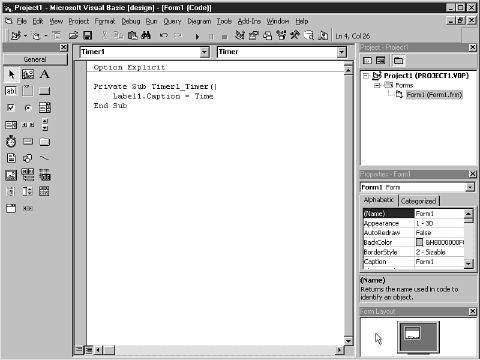 Project1 - Microsoft Visual Basic [design] - [Form1 (Code)]
File Edit View Project Format Debug Run Query Diagram Tools Add-Ins Window Help
Ln 4, Col 26
General
Timer1 Timer
Option Explicit
Private Sub Timer1_Timer()
Label1.Caption = Time
End Sub
Project - Project1
Project1 (PROJECT1.VBP)
Forms
Form1 (Form1.frm)
Properties - Form1
Form1 Form
Alphabetic Categorized
(Name) Form1
Appearance 1 - 3D
AutoRedraw False
BackColor &H8000000F
BorderStyle 2 - Sizable
Caption Form1
(Name)
Returns the name used in code to
identify an object.
Form Layout